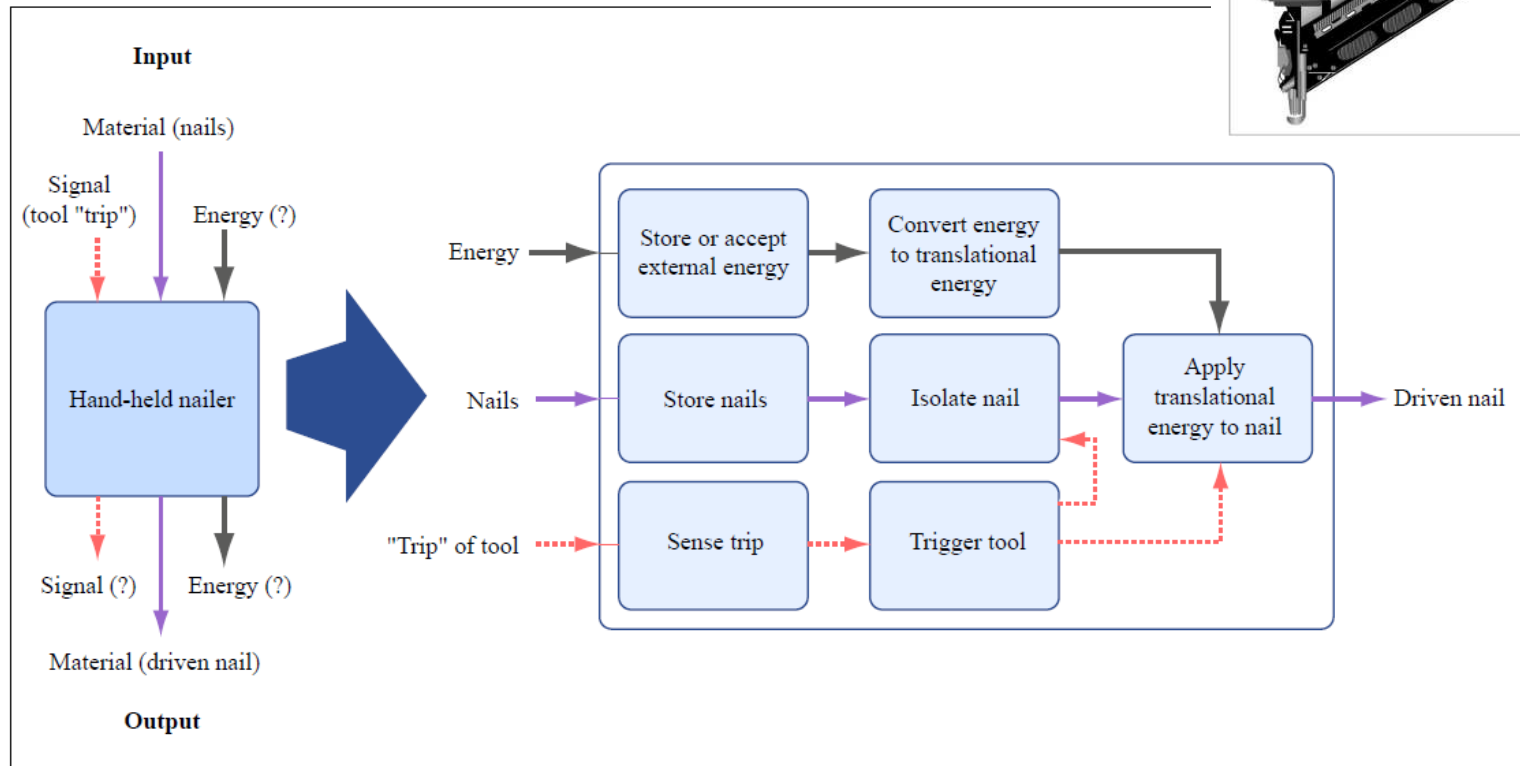 Input
Material (nails)
Signal
(tool "trip")
Energy (?)
Hand-held nailer
Signal (?)
Energy (?)
Material (driven nail)
Output
Energy
Store or accept
external energy
Convert energy
to translational
energy
Nails
Store nails
Isolate nail
Apply
translational
energy to nail
Driven nail
"Trip" of tool
Sense trip
Trigger tool